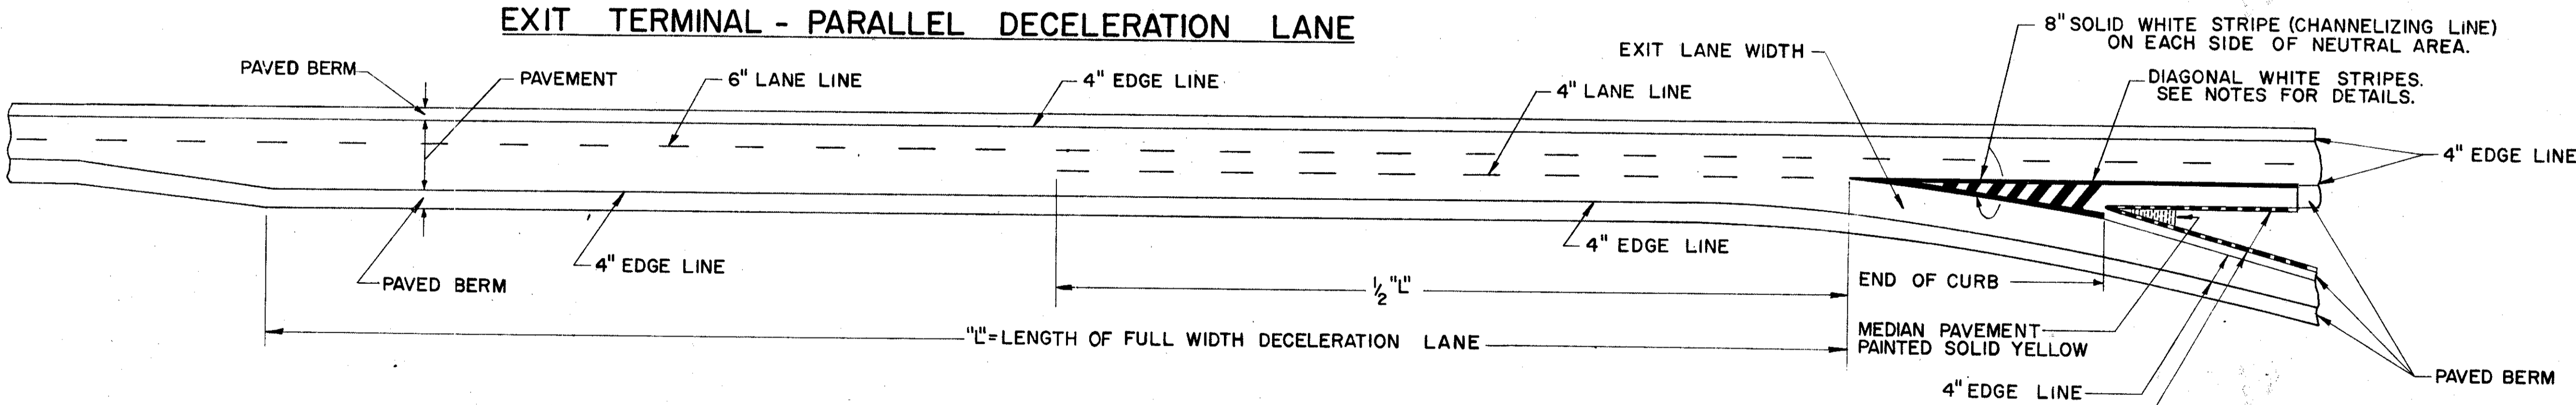 EXIT TERMINAL - PARALLEL DECELERATION LANE
8" SOLID WHITE STRIPE (CHANNELIZING LINE)
ON EACH SIDE OF NEUTRAL AREA.
EXIT LANE WIDTH
PAVED BERM
PAVEMENT
6" LANE LINE
4" EDGE LINE
4" LANE LINE
DIAGONAL WHITE STRIPES.
SEE NOTES FOR DETAILS.
4" EDGE LINE
4" EDGE LINE
4" EDGE LINE
PAVED BERM
1/2 "L"
END OF CURB
"L"=LENGTH OF FULL WIDTH DECELERATION LANE
MEDIAN PAVEMENT
PAINTED SOLID YELLOW
PAVED BERM
4" EDGE LINE